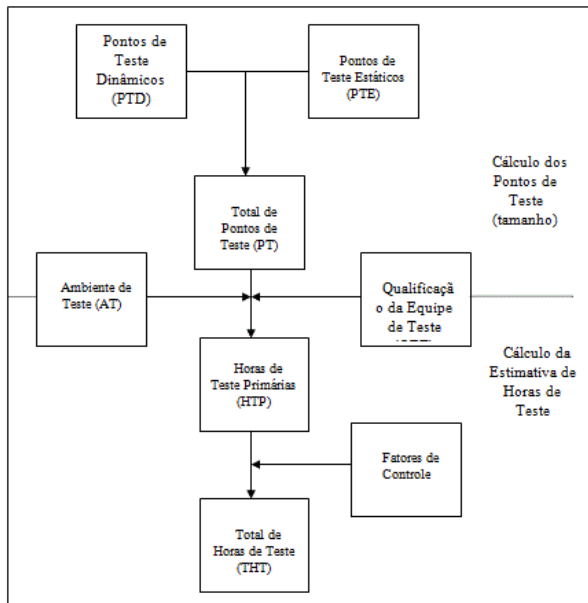 Pontos de
Teste
Dinâmicos
(PTD)
Pontos de
Teste Estáticos
(PTE)
Cálculo dos
Pontos de
Teste
(tamanho)
Total de
Pontos de
Teste (PT)
Ambiente de
Teste (AT)
Qualificaçã
o da Equipe
de Teste
Cálculo da
Estimativa de
Horas de
Teste
Horas de
Teste Primárias
(HTP)
Fatores de
Controle
Total de
Horas de Teste
(THT)